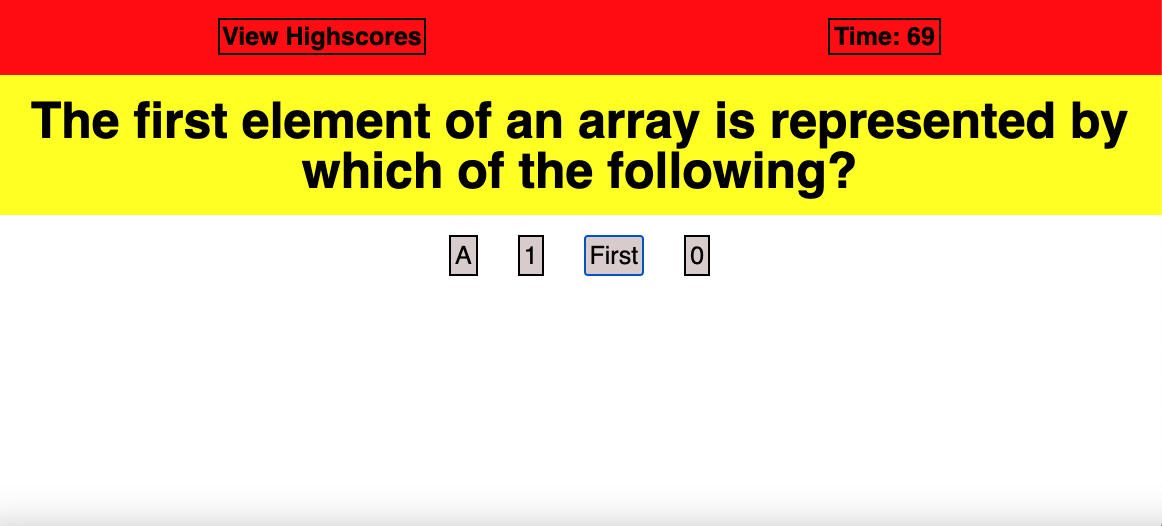 View Highscores
Time: 69
The first element of an array is represented by
which of the following?
A
1
First
0